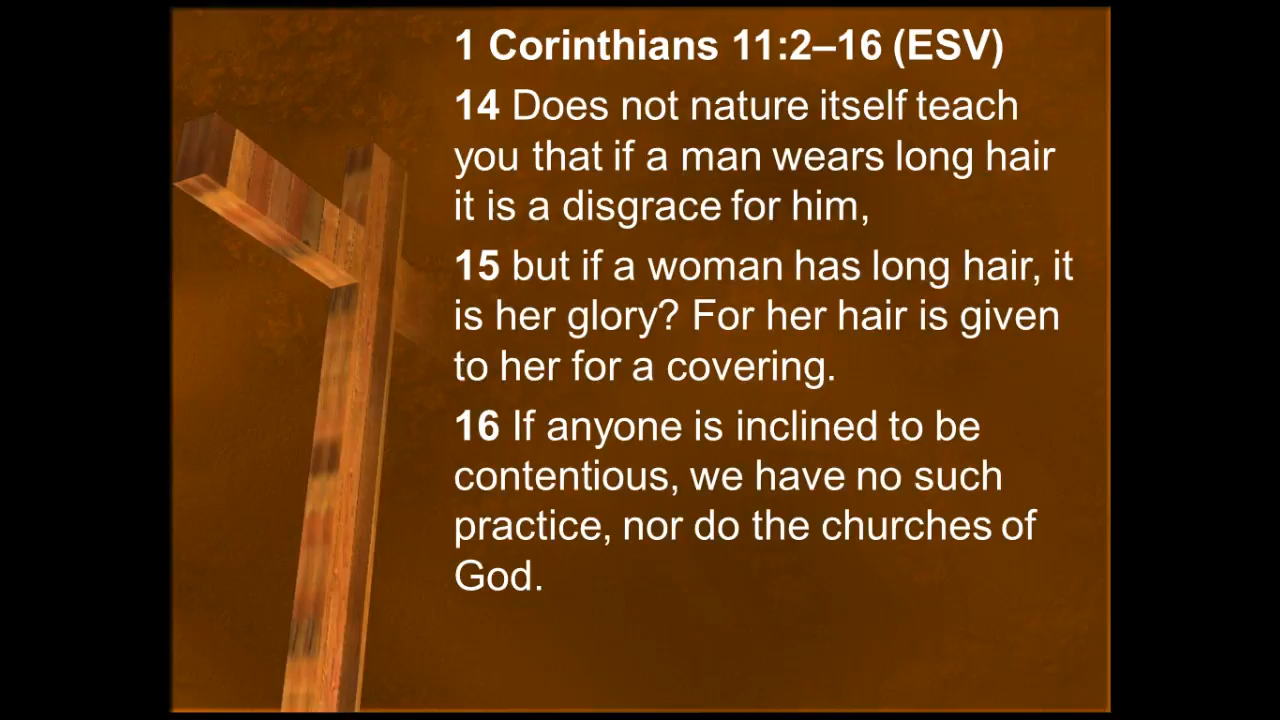 1 Corinthians 11:2–16 (ESV)
14 Does not nature itself teach
you that if a man wears long hair
it is a disgrace for him,
15 but if a woman has long hair, it
is her glory? For her hair is given
to her for a covering.
16 If anyone is inclined to be
contentious, we have no such
practice, nor do the churches of
God.